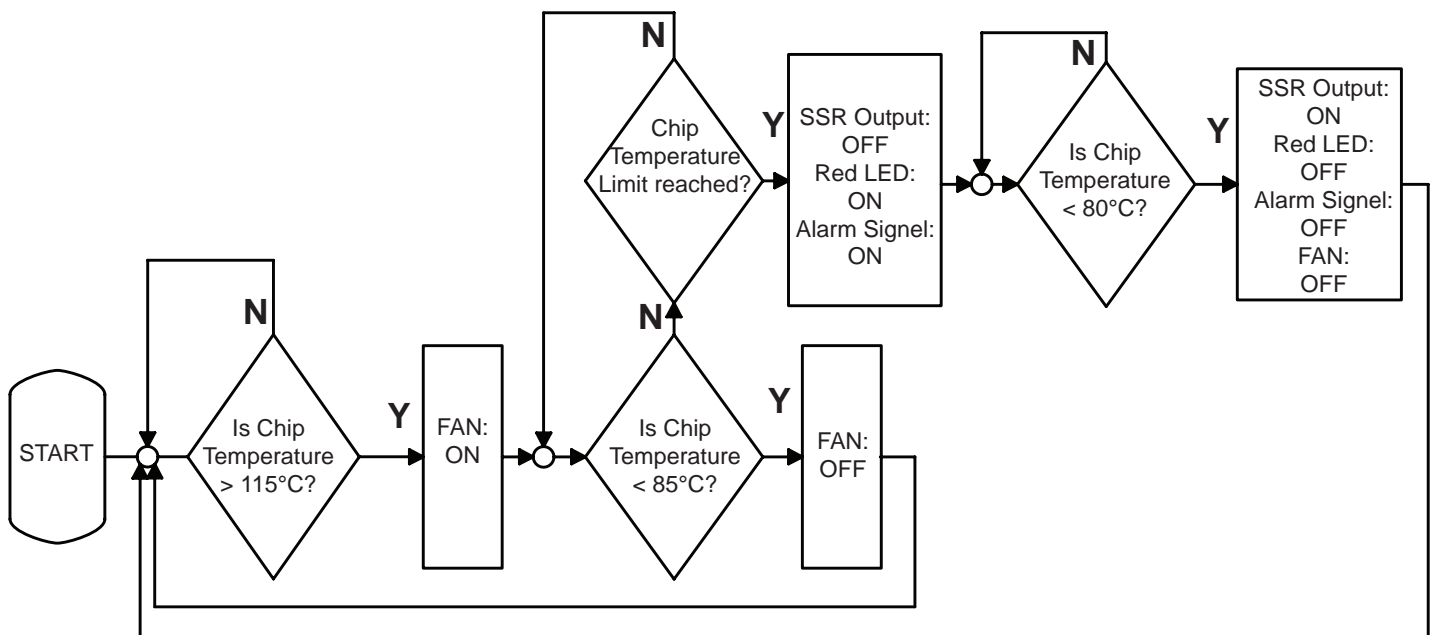 START
N
Is Chip
Temperature
> 115°C?
Y
FAN:
ON
Is Chip
Temperature
< 85°C?
Y
FAN:
OFF
N
Chip
Temperature
Limit reached?
N
Y
SSR Output:
OFF
Red LED:
ON
Alarm Signel:
ON
N
Is Chip
Temperature
< 80°C?
Y
SSR Output:
ON
Red LED:
OFF
Alarm Signel:
OFF
FAN:
OFF